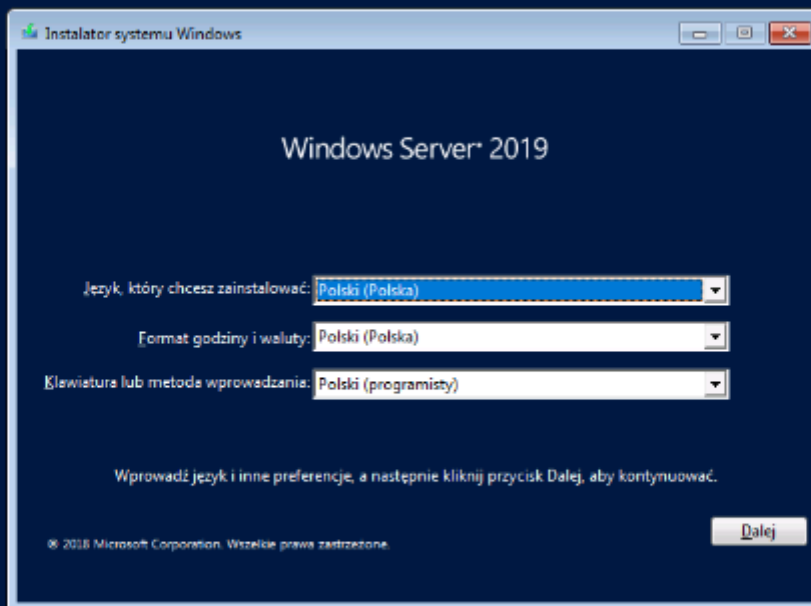 Instalator systemu Windows
Windows Server® 2019
Język, który chcesz zainstalować: Polski (Polska)
Format godziny i waluty: Polski (Polska)
Klawiatura lub metoda wprowadzania: Polski (programisty)
Wprowadź język i inne preferencje, a następnie kliknij przycisk Dalej, aby kontynuować.
Dalej
© 2018 Microsoft Corporation. Wszelkie prawa zastrzeżone.